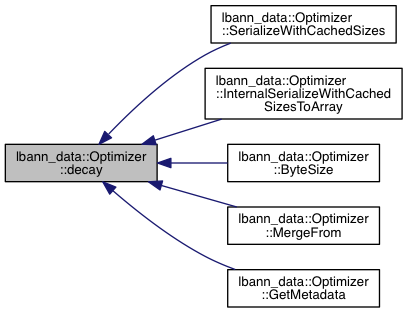 lbann_data::Optimizer
::SerializeWithCachedSizes
lbann_data::Optimizer
::InternalSerializeWithCached
SizesToArray
lbann_data::Optimizer
::decay
lbann_data::Optimizer
::ByteSize
lbann_data::Optimizer
::MergeFrom
lbann_data::Optimizer
::GetMetadata